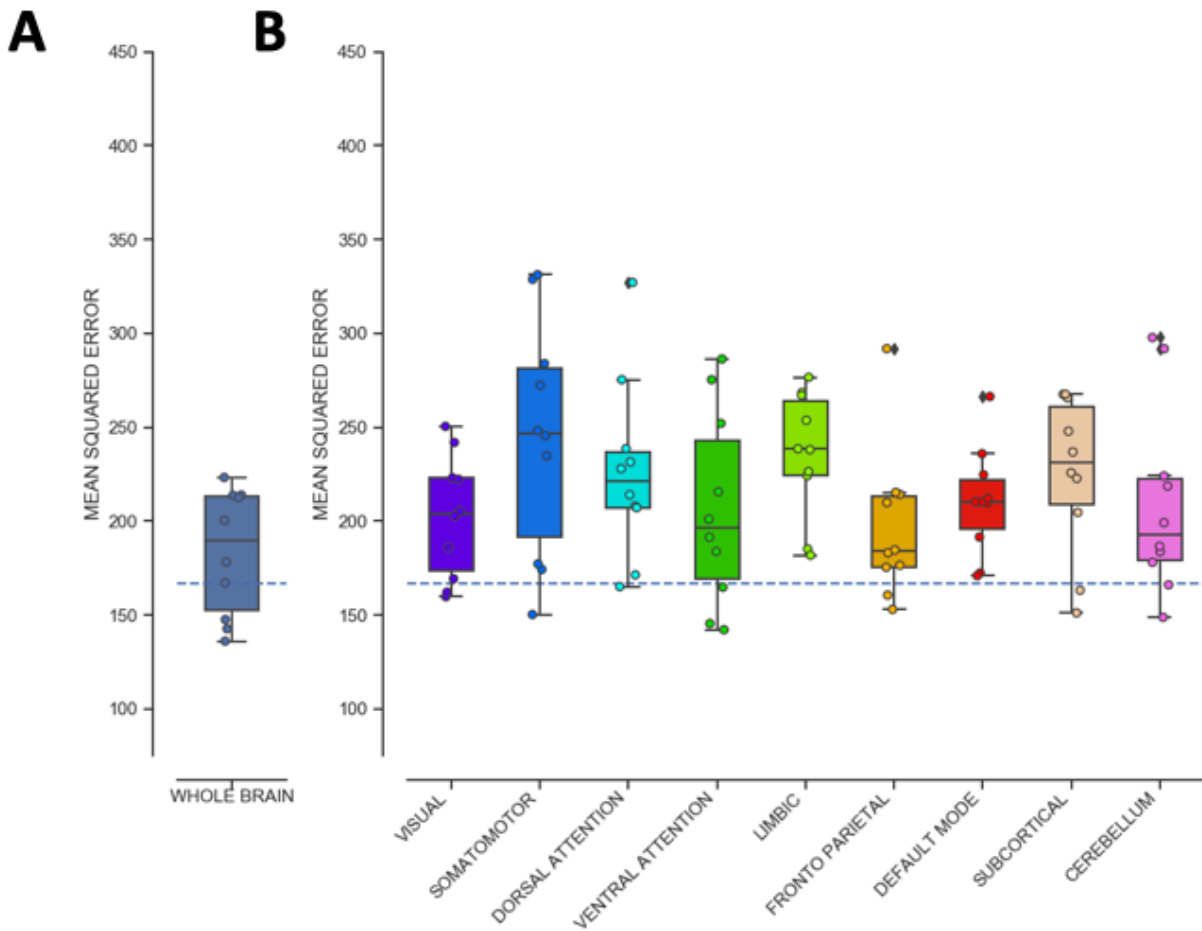 A
B
450
400
350
300
250
200
150
100
MEAN SQUARED ERROR
WHOLE BRAIN
450
400
350
300
250
200
150
100
MEAN SQUARED ERROR
VISUAL
SOMATOMOTOR
DORSAL ATTENTION
VENTRAL ATTENTION
LIMBIC
FRONTO PARIETAL
DEFAULT MODE
SUBCORTICAL
CEREBELLUM